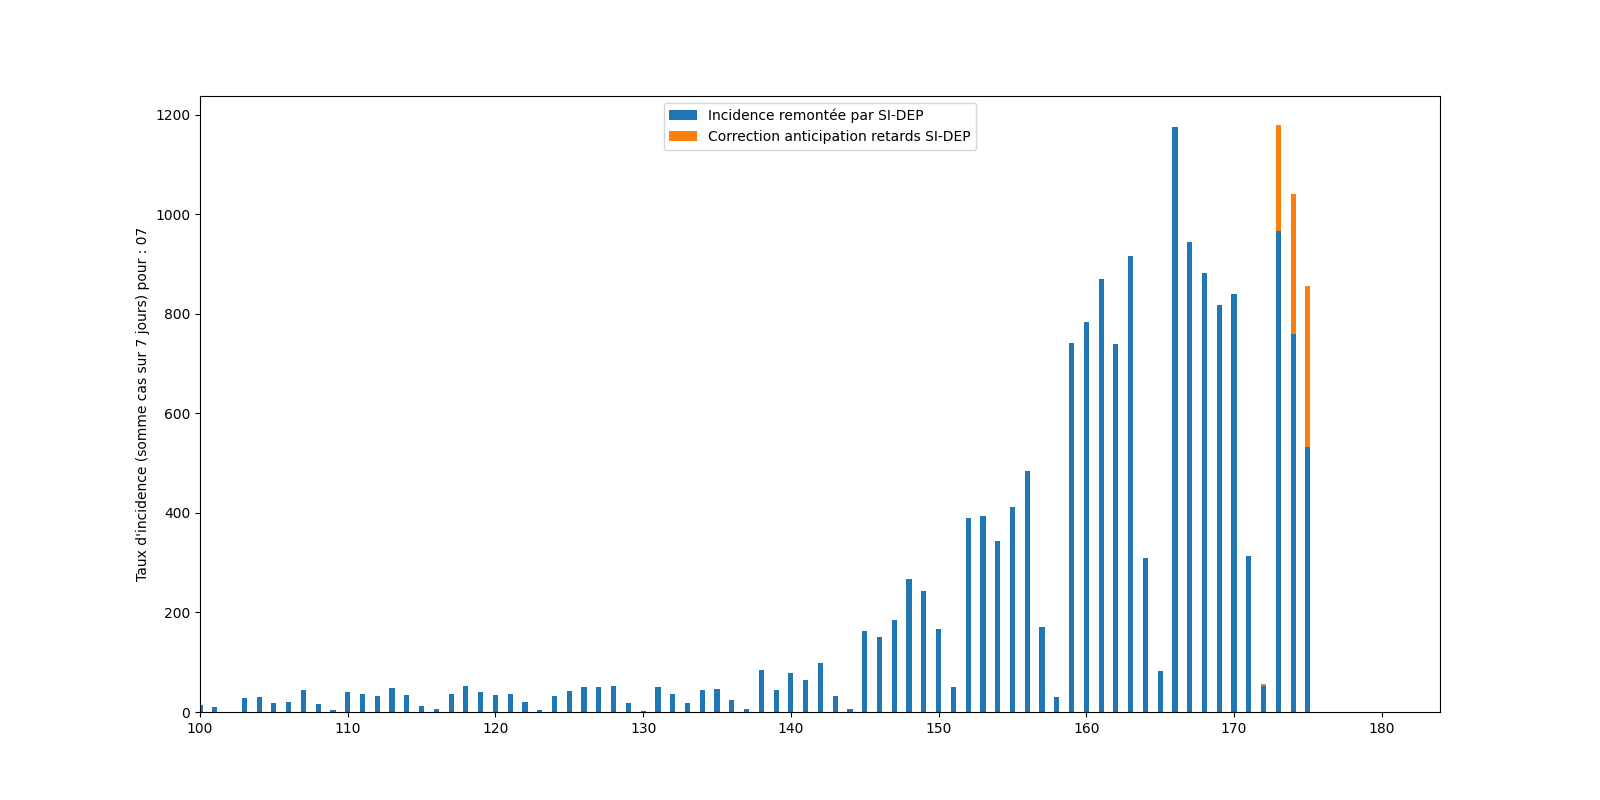 1200
1000
800
600
400
200
0
Taux d'incidence (somme cas sur 7 jours) pour : 07
Incidence remontée par SI-DEP
Correction anticipation retards SI-DEP
100 110 120 130 140 150 160 170 180